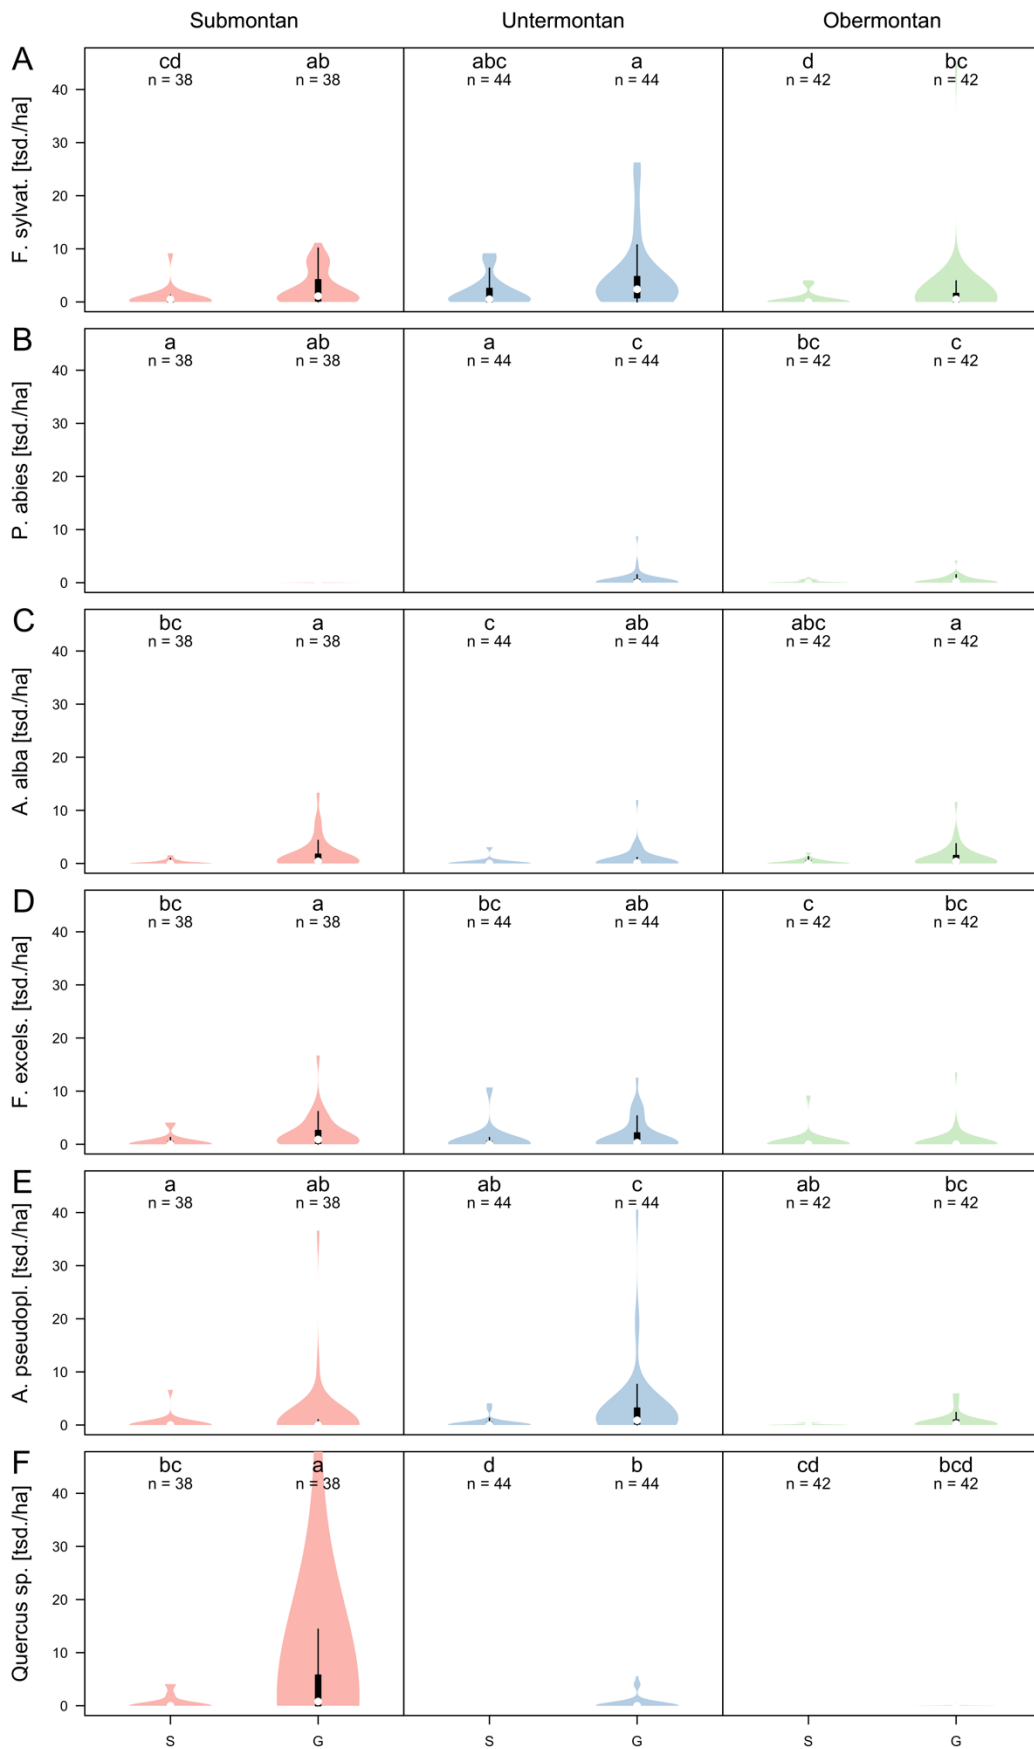 Submontan Untermontan Obermontan
A cd ab abc a d bc
n = 38 n = 38 n = 44 n = 44 n = 42 n = 42
F. sylvat. [tsd./ha]
40
30
20
10
0
B a ab a c bc c
n = 38 n = 38 n = 44 n = 44 n = 42 n = 42
P. abies [tsd./ha]
40
30
20
10
0
C bc a c ab abc a
n = 38 n = 38 n = 44 n = 44 n = 42 n = 42
A. alba [tsd./ha]
40
30
20
10
0
D bc a bc ab c bc
n = 38 n = 38 n = 44 n = 44 n = 42 n = 42
F. excels. [tsd./ha]
40
30
20
10
0
E a ab ab c ab bc
n = 38 n = 38 n = 44 n = 44 n = 42 n = 42
A. pseudopl. [tsd./ha]
40
30
20
10
0
F bc a d b cd bcd
n = 38 n = 38 n = 44 n = 44 n = 42 n = 42
Quercus sp. [tsd./ha]
40
30
20
10
0
S G S G S G